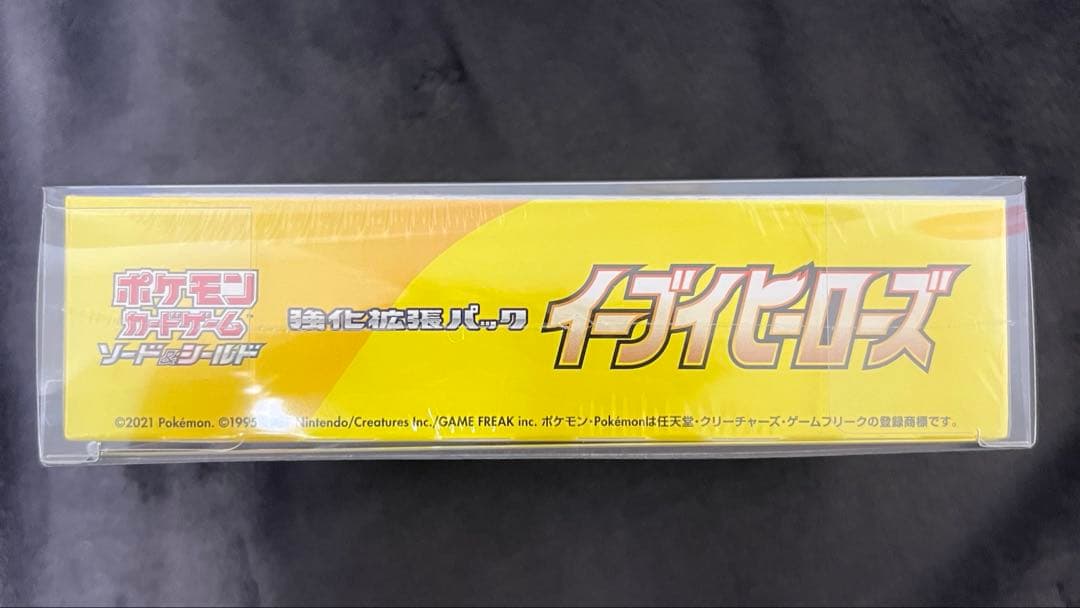 ポケモン
カードゲーム
ソード&シールド
強化拡張パック
イーブイヒーローズ
©2021 Pokémon. ©1995 Nintendo/Creatures Inc./GAME FREAK inc. ポケモン・Pokémonは任天堂・クリーチャーズ・ゲームフリークの登録商標です。